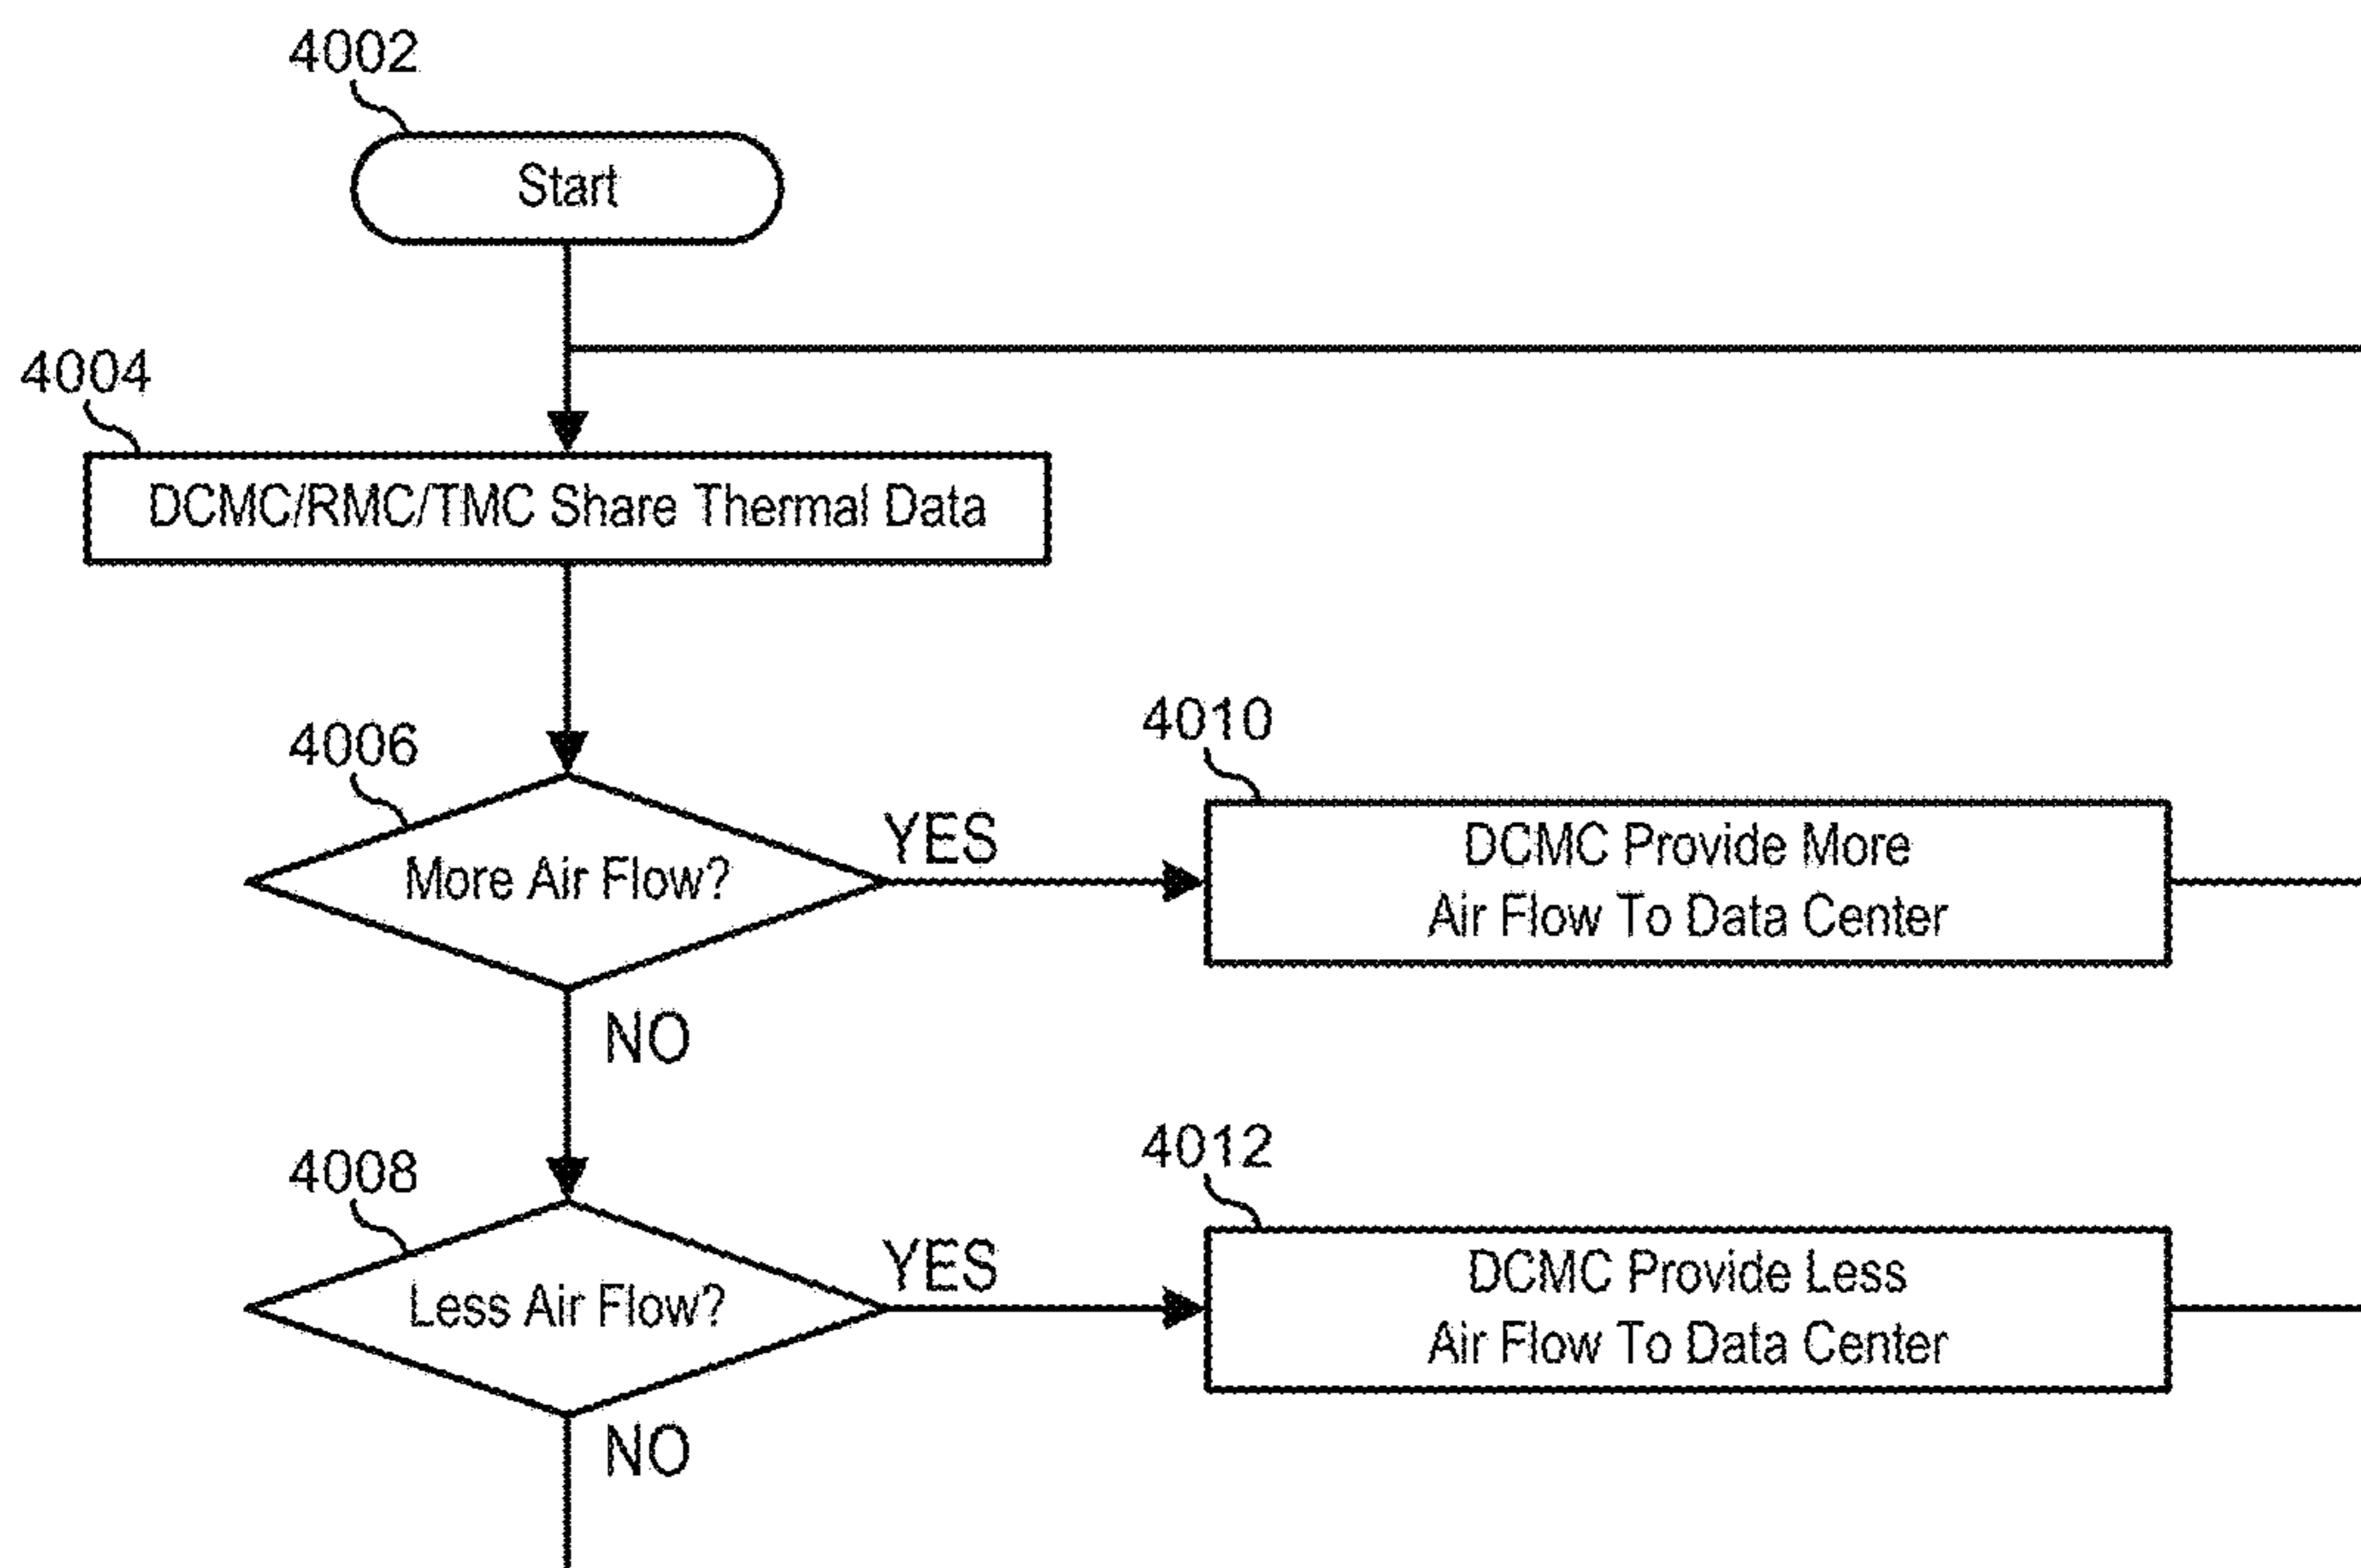 4002
Start
4004
DCMC/RMC/TMC Share Thermal Data
4006
More Air Flow?
YES
4010
DCMC Provide More
Air Flow To Data Center
NO
4008
Less Air Flow?
YES
4012
DCMC Provide Less
Air Flow To Data Center
NO